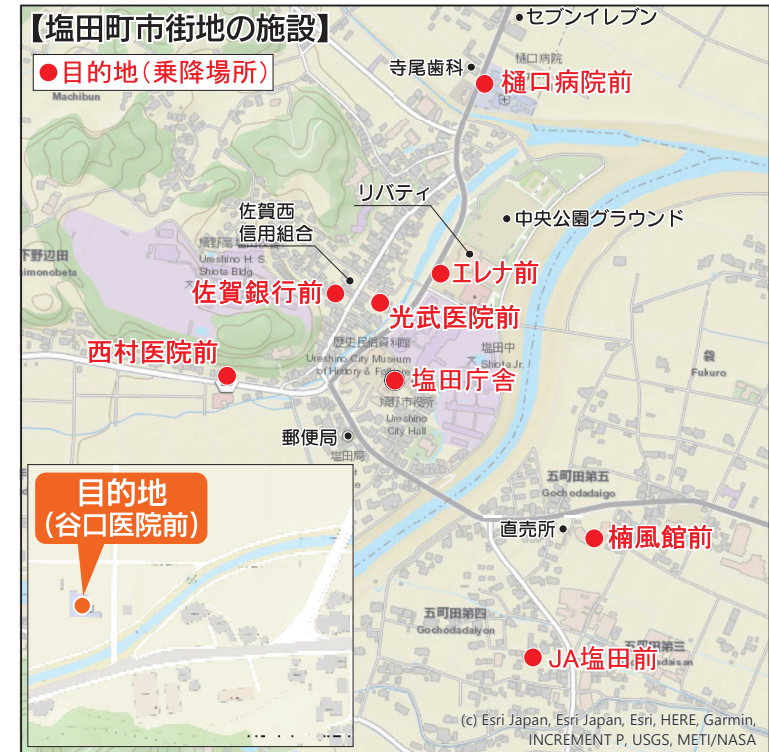 【塩田町市街地の施設】
●目的地(乗降場所)
Machibun
セブンイレブン
樋口病院
寺尾歯科
樋口病院前
リバティ
佐賀西
信用組合
中央公園グラウンド
下野辺田
Ureshino H. S.
Shiota Bldg.
エレナ前
佐賀銀行前
光武医院前
歴史民俗資料館
Ureshino City Museum
of History & Folklore
西村医院前
塩田中
Shiota Jr.
袋
Fukuro
塩田庁舎
嬉野市役所
Ureshino
City Hall
郵便局
塩田局
五町田第五
Gochodadaigo
目的地
(谷口医院前)
直売所
楠風館前
五町田第四
Gochodadaiyon
五町田第三
JA塩田前
(c) Esri Japan, Esri Japan, Esri, HERE, Garmin,
INCREMENT P, USGS, METI/NASA